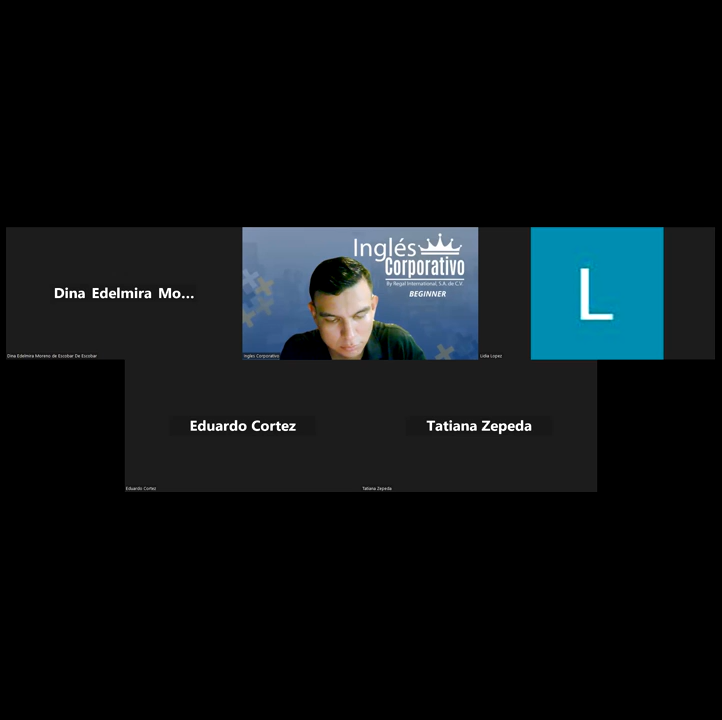 Dina Edelmira Mo...
Dina Edelmira Moreno de Escobar De Escobar
Inglés
Corporativo
By Regal International, S.A. de C.V.
BEGINNER
Ingles Corporativo
L
Lidia Lopez
Eduardo Cortez
Eduardo Cortez
Tatiana Zepeda
Tatiana Zepeda